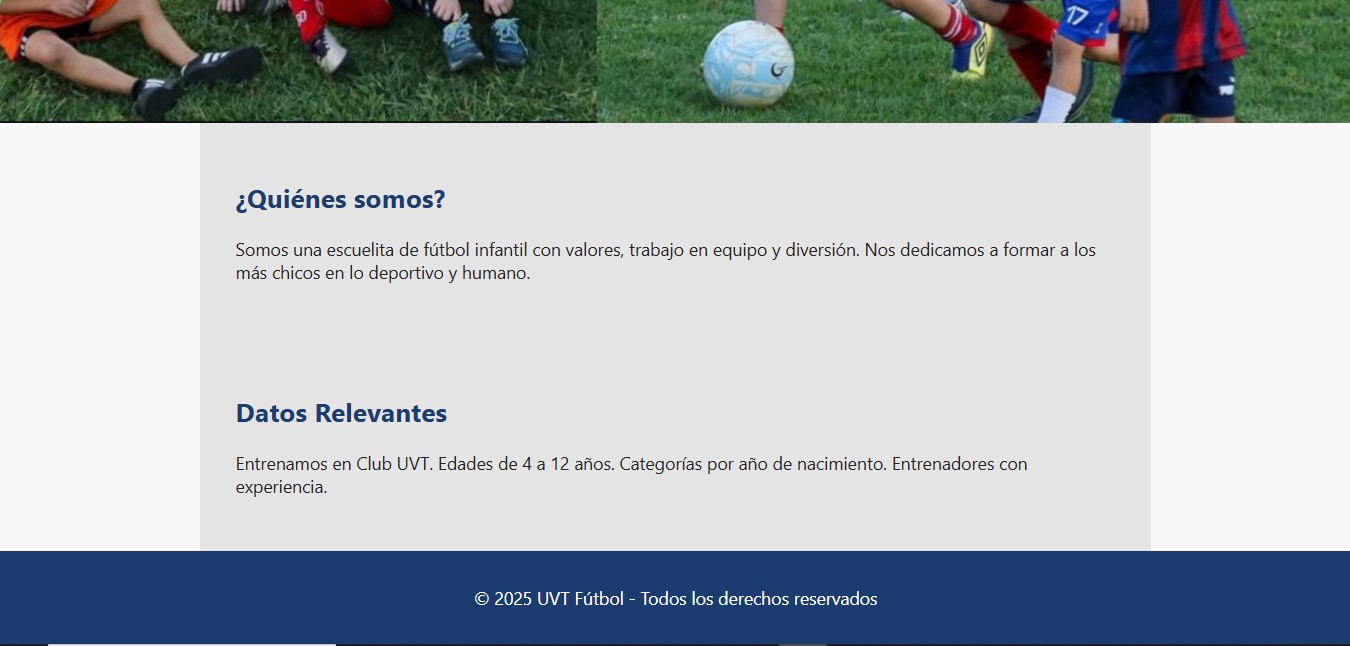 17
¿Quiénes somos?
Somos una escuelita de fútbol infantil con valores, trabajo en equipo y diversión. Nos dedicamos a formar a los
más chicos en lo deportivo y humano.
Datos Relevantes
Entrenamos en Club UVT. Edades de 4 a 12 años. Categorías por año de nacimiento. Entrenadores con
experiencia.
© 2025 UVT Fútbol - Todos los derechos reservados